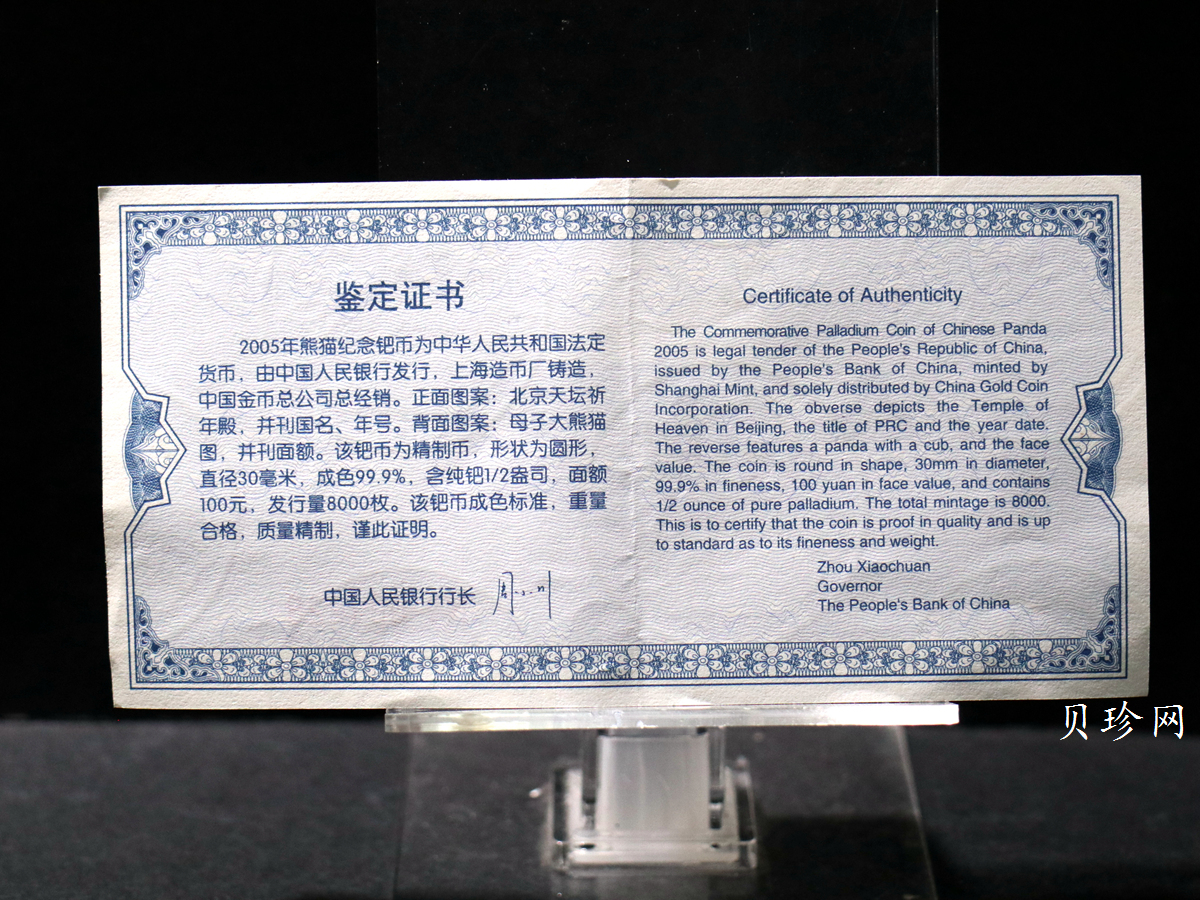 鉴定证书
2005年熊猫纪念钯币为中华人民共和国法定
货币，由中国人民银行发行，上海造币厂铸造，
中国金币总公司总经销。正面图案：北京天坛祈
年殿，并刊国名、年号。背面图案：母子大熊猫
图，并刊面额。该钯币为精制币，形状为圆形，
直径30毫米，成色99.9%，含纯钯1/2盎司，面额
100元，发行量8000枚。该钯币成色标准，重量
合格，质量精制，谨此证明。
中国人民银行行长 周小川
Certificate of Authenticity
The Commemorative Palladium Coin of Chinese Panda
2005 is legal tender of the People's Republic of China,
issued by the People's Bank of China, minted by
Shanghai Mint, and solely distributed by China Gold Coin
Incorporation. The obverse depicts the Temple of
Heaven in Beijing, the title of PRC and the year date.
The reverse features a panda with a cub, and the face
value. The coin is round in shape, 30mm in diameter,
99.9% in fineness, 100 yuan in face value, and contains
1/2 ounce of pure palladium. The total mintage is 8000.
This is to certify that the coin is proof in quality and is up
to standard as to its fineness and weight.
Zhou Xiaochuan
Governor
The People's Bank of China
贝珍网